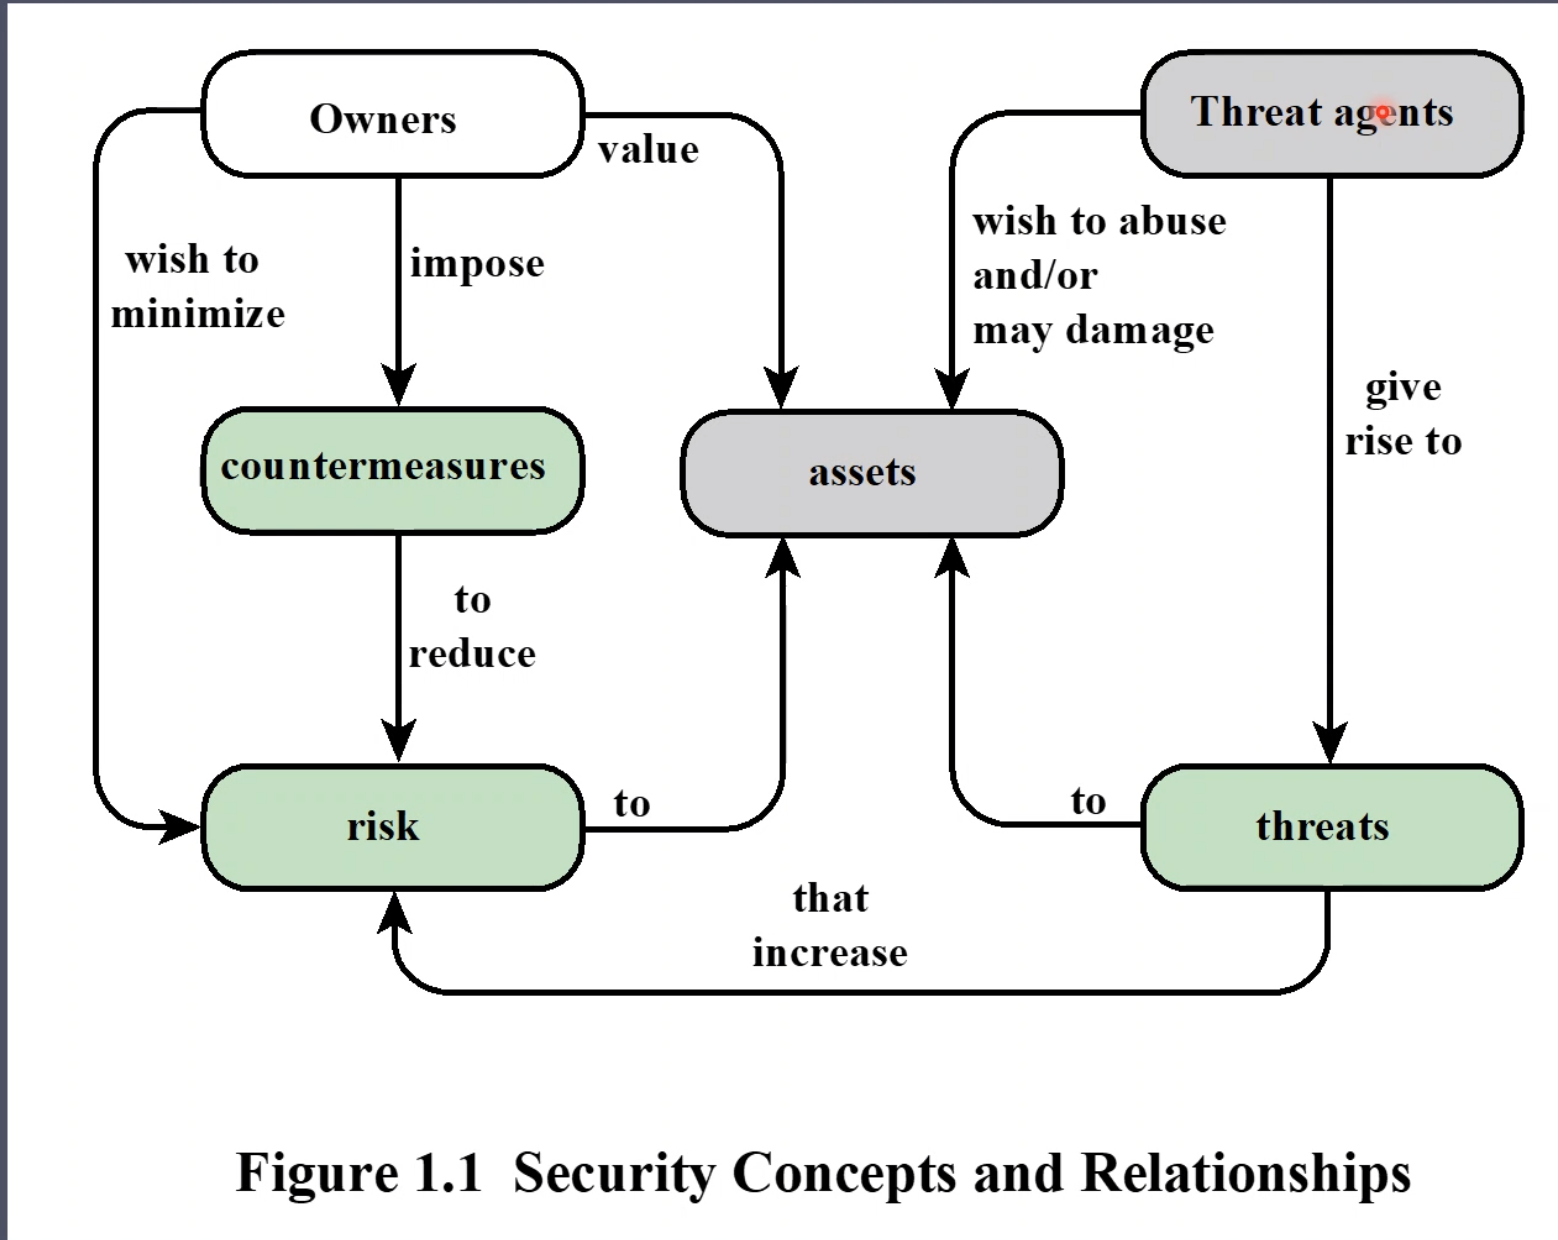 Owners
Threat agents
value
wish to
minimize
impose
wish to abuse
and/or
may damage
give
rise to
countermeasures
assets
to
reduce
risk
to
to
threats
that
increase
Figure 1.1 Security Concepts and Relationships